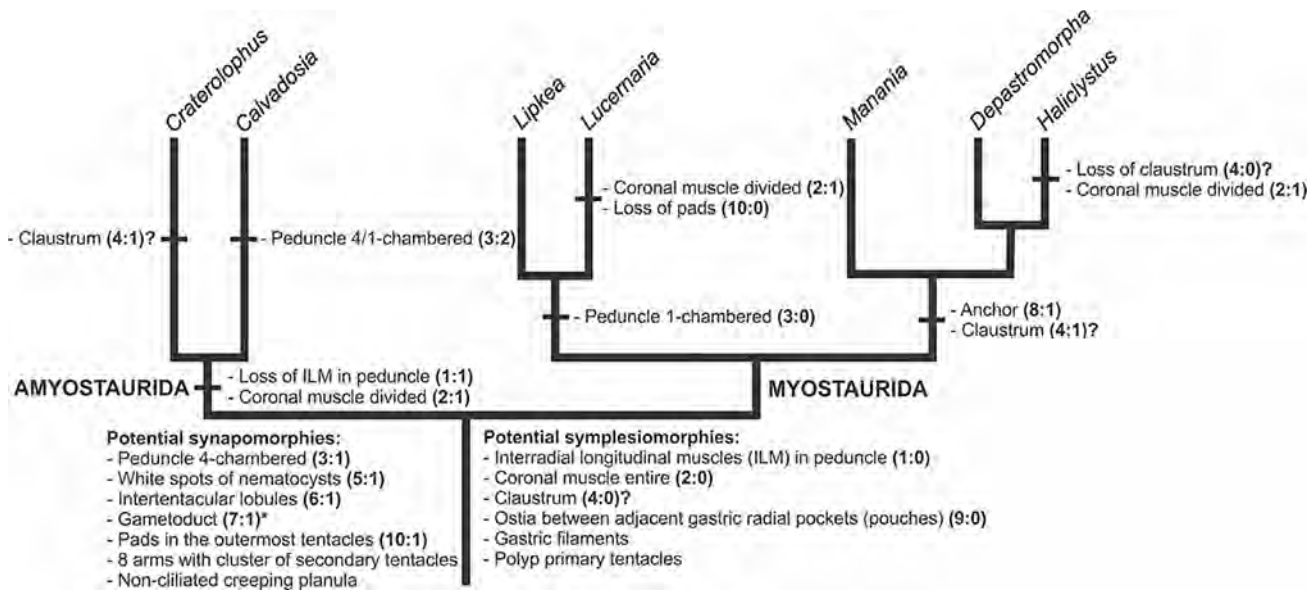 Craterolophus
Calvadosia
Lipkea
Lucernaria
Manania
Depastromorpha
Haliclystus
- Loss of claustrum (4:0)?
- Coronal muscle divided (2:1)
- Coronal muscle divided (2:1)
- Loss of pads (10:0)
- Claustrum (4:1)?
- Peduncle 4/1-chambered (3:2)
- Peduncle 1-chambered (3:0)
- Anchor (8:1)
- Claustrum (4:1)?
AMYOSTAURIDA
- Loss of ILM in peduncle (1:1)
- Coronal muscle divided (2:1)
MYOSTAURIDA
Potential synapomorphies:
- Peduncle 4-chambered (3:1)
- White spots of nematocysts (5:1)
- Intertentacular lobules (6:1)
- Gametoduct (7:1)*
- Pads in the outermost tentacles (10:1)
- 8 arms with cluster of secondary tentacles
- Non-ciliated creeping planula
Potential symplesiomorphies:
- Interradial longitudinal muscles (ILM) in peduncle (1:0)
- Coronal muscle entire (2:0)
- Claustrum (4:0)?
- Ostia between adjacent gastric radial pockets (pouches) (9:0)
- Gastric filaments
- Polyp primary tentacles